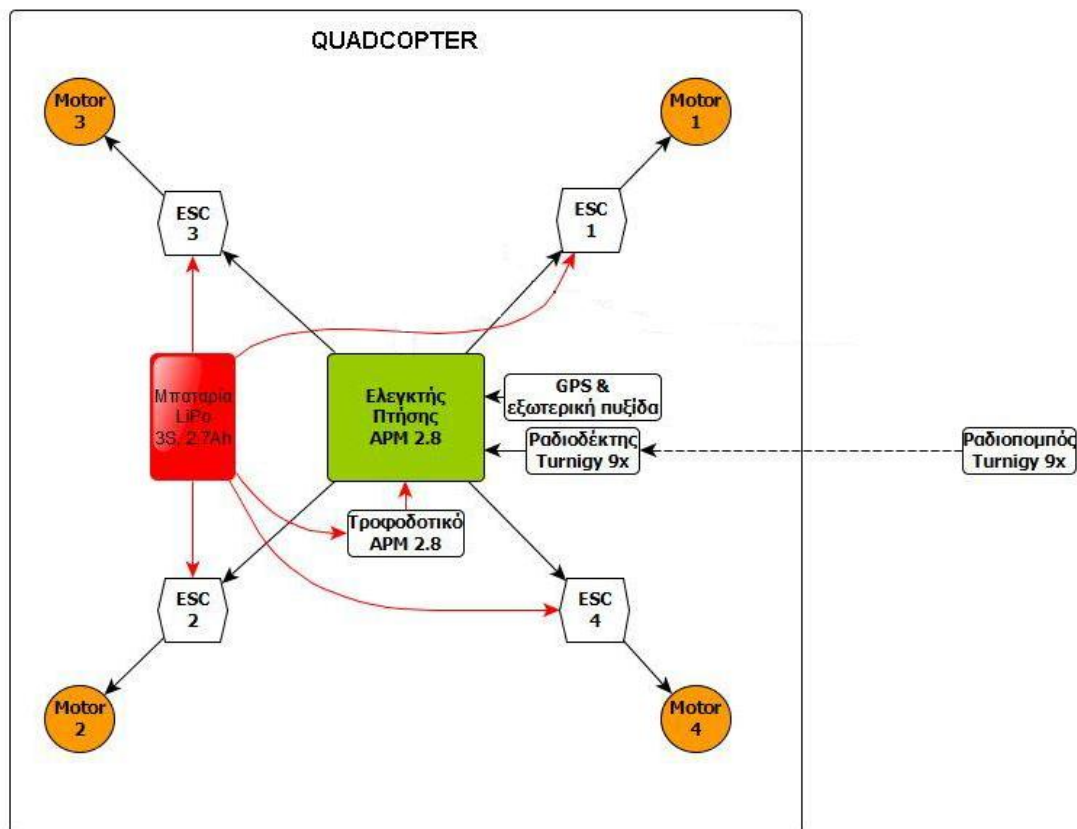 QUADCOPTER
Motor
3
Motor
1
ESC
3
ESC
1
Μπαταρία
LiPo
3S, 2.7Ah
Ελεγκτής
Πτήσης
APM 2.8
GPS &
εξωτερική πυξίδα
Ραδιοδέκτης
Turnigy 9x
Ραδιοπομπός
Turnigy 9x
Τροφοδοτικό
APM 2.8
ESC
2
ESC
4
Motor
2
Motor
4